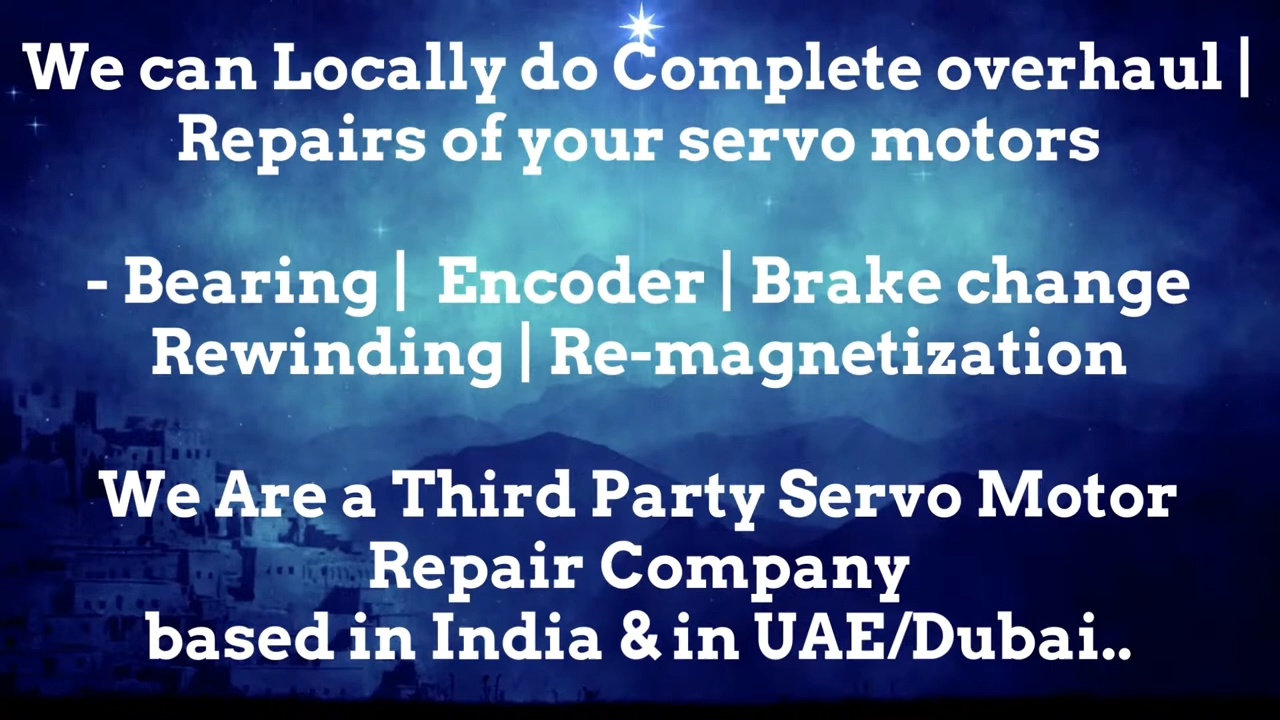 We can Locally do Complete overhaul |
Repairs of your servo motors
- Bearing | Encoder | Brake change
Rewinding | Re-magnetization
We Are a Third Party Servo Motor
Repair Company
based in India & in UAE/Dubai..